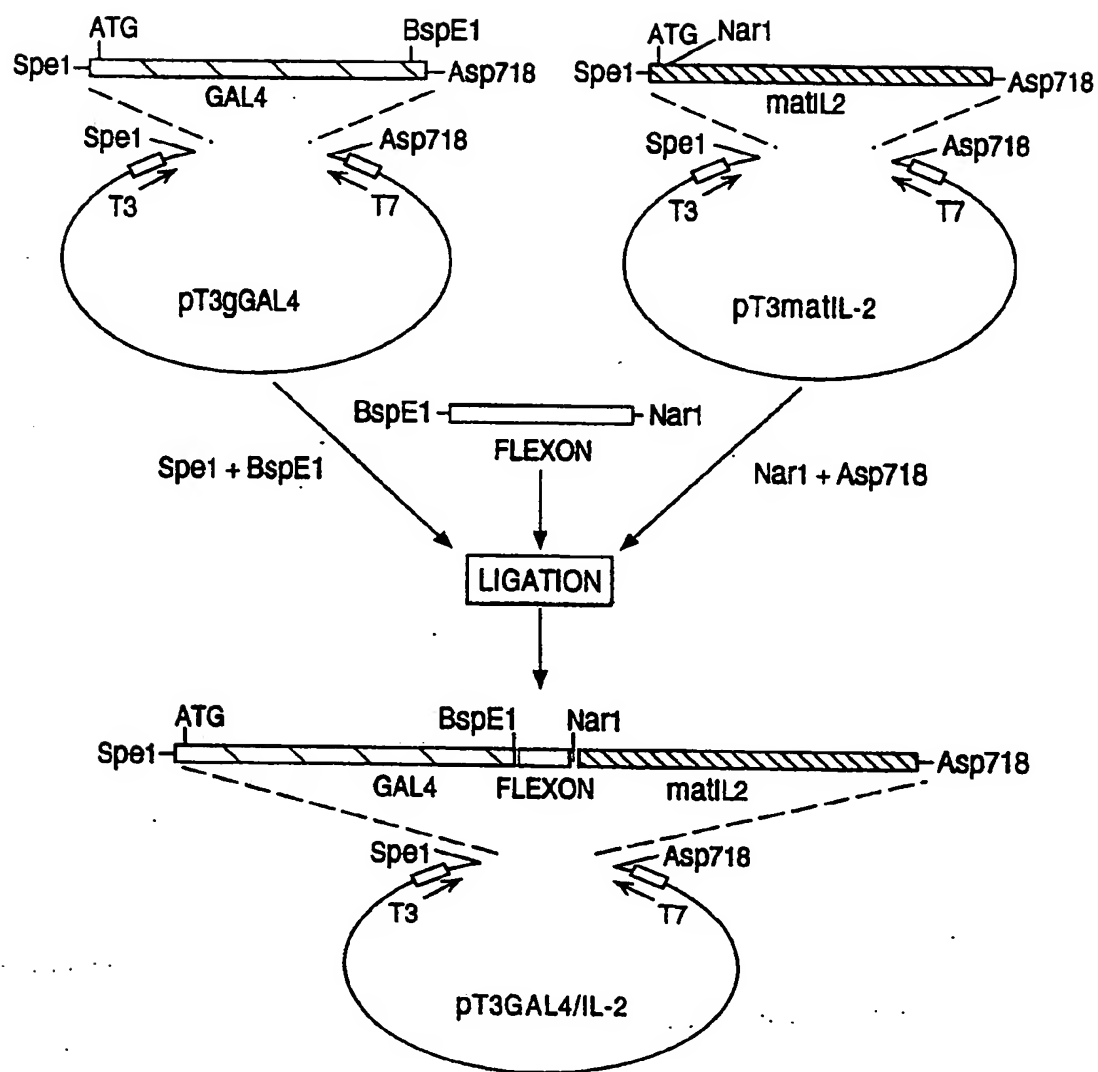 ATG
BspE1
Spe1
Asp718
GAL4
Spe1
Asp718
T3
T7
pT3gGAL4
ATG
Nar1
Spe1
Asp718
matIL2
Spe1
Asp718
T3
T7
pT3matIL-2
BspE1
Nar1
FLEXON
Spe1 + BspE1
Nar1 + Asp718
LIGATION
ATG
BspE1
Nar1
Spe1
Asp718
GAL4
FLEXON
matIL2
Spe1
Asp718
T3
T7
pT3GAL4/IL-2